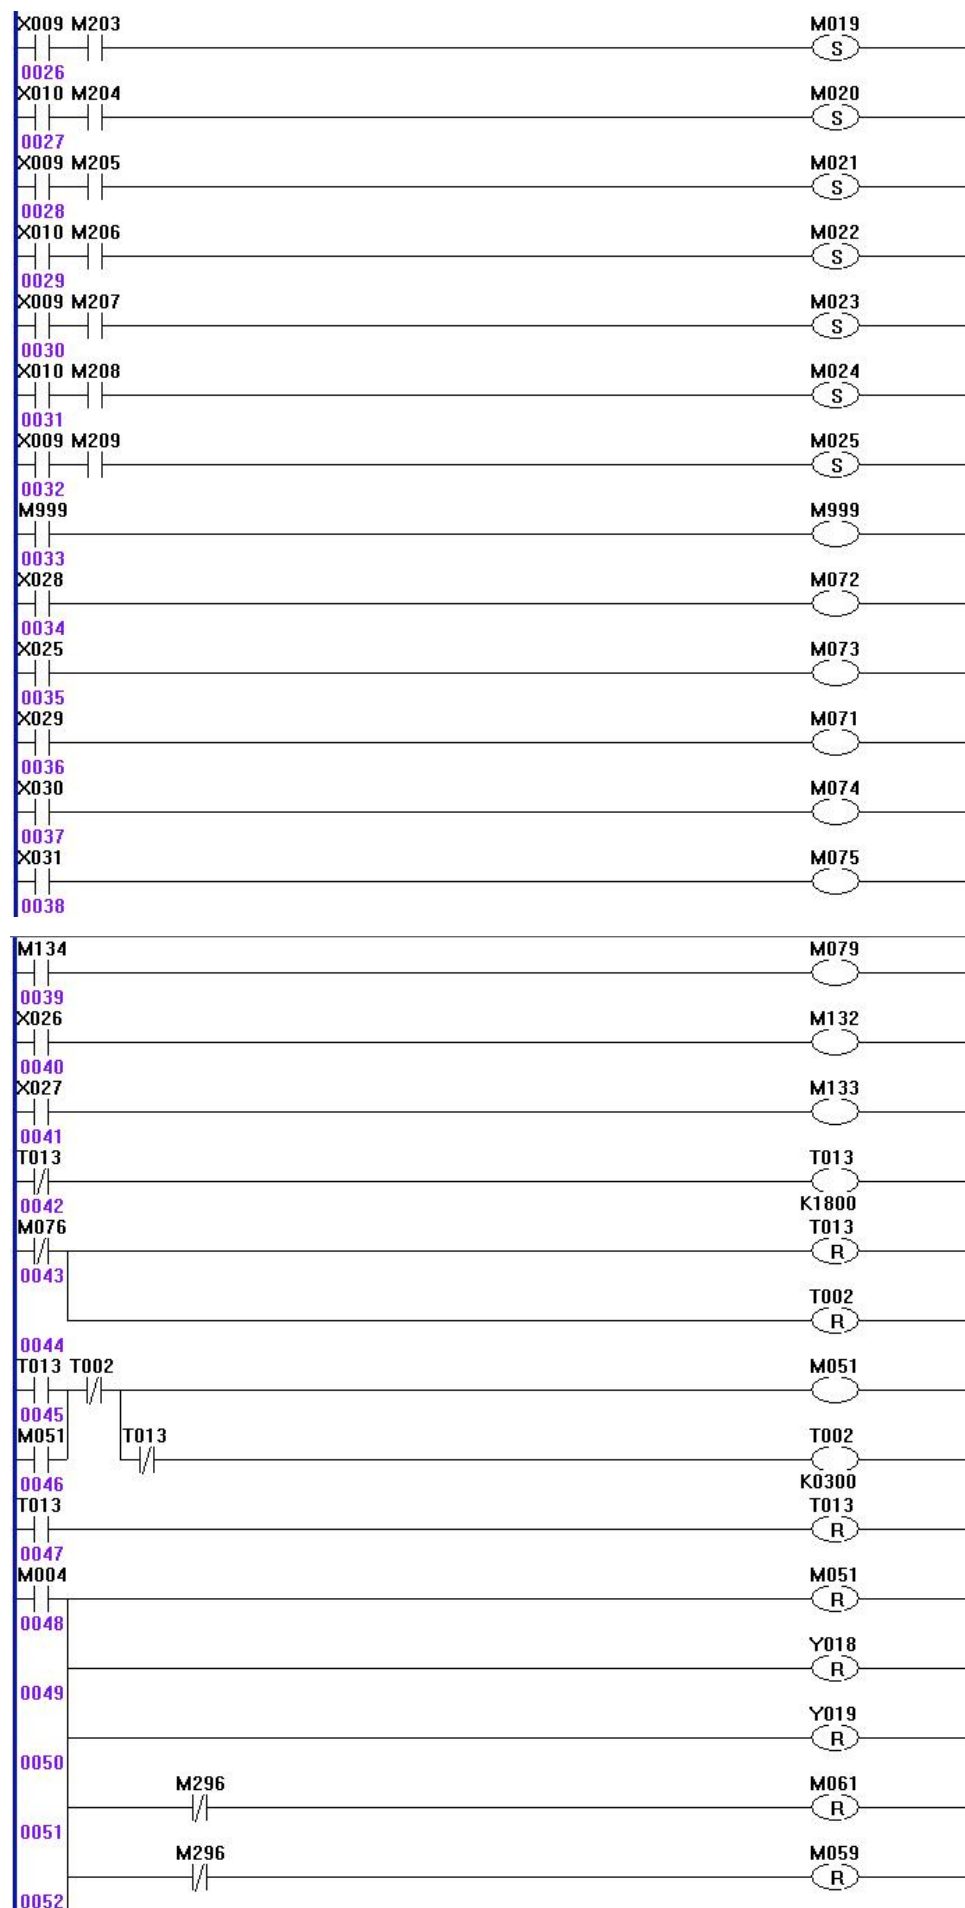 X009 M203 M019
S
0026
X010 M204 M020
S
0027
X009 M205 M021
S
0028
X010 M206 M022
S
0029
X009 M207 M023
S
0030
X010 M208 M024
S
0031
X009 M209 M025
S
0032
M999 M999
0033
X028 M072
0034
X025 M073
0035
X029 M071
0036
X030 M074
0037
X031 M075
0038
M134 M079
0039
X026 M132
0040
X027 M133
0041
T013 T013
0042 K1800
M076 T013
R
0043
T002
R
0044
T013 T002 M051
0045
M051 T013 T002
0046 K0300
T013 T013
R
0047
M004 M051
R
0048
Y018
R
0049
Y019
R
0050
M296 M061
R
0051
M296 M059
R
0052